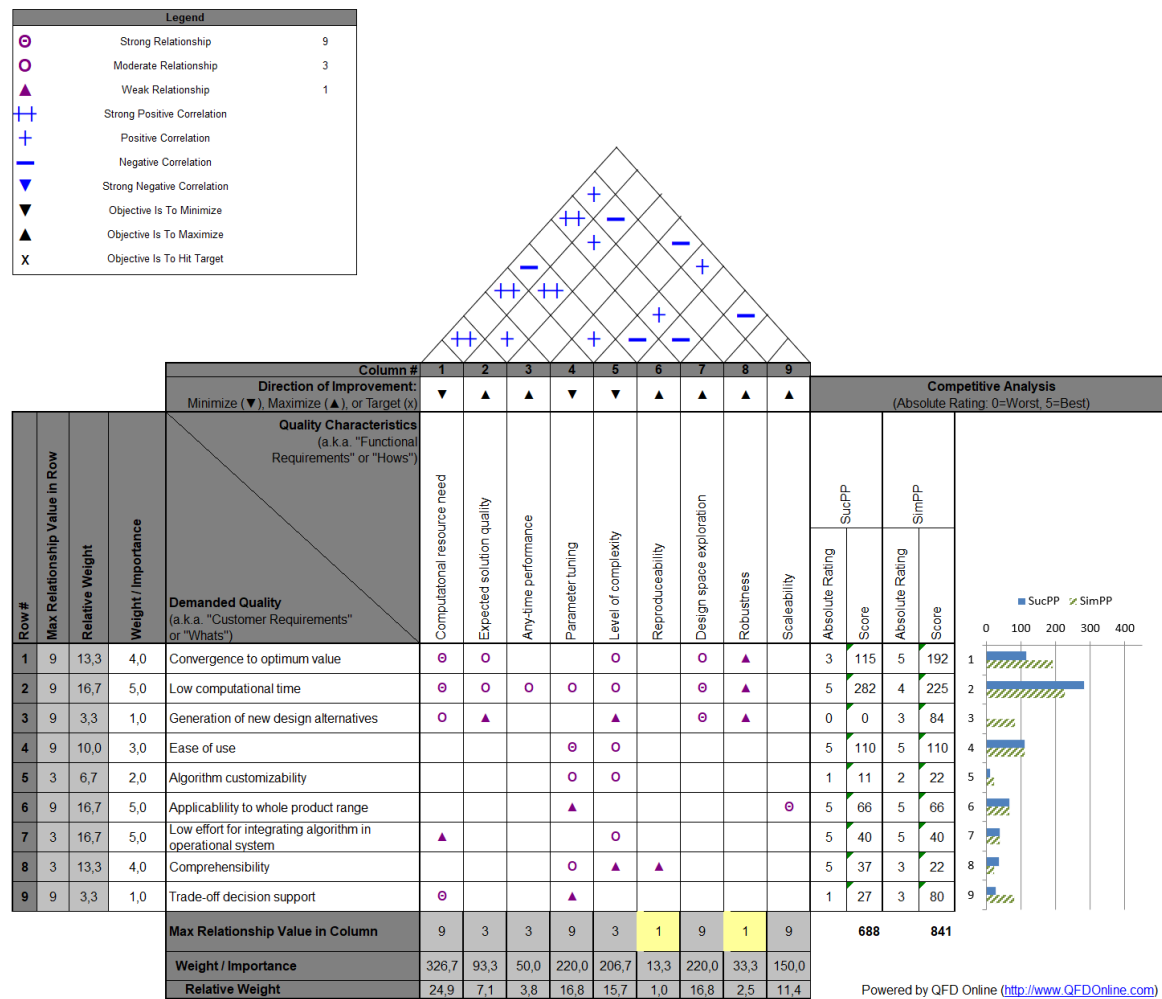 Legend
Θ Strong Relationship 9
Ο Moderate Relationship 3
▲ Weak Relationship 1
++ Strong Positive Correlation
+ Positive Correlation
− Negative Correlation
▼ Strong Negative Correlation
▼ Objective Is To Minimize
▲ Objective Is To Maximize
X Objective Is To Hit Target
+
++ −
+ −
− +
++ ++
+ −
++ + + − −
Column # 1 2 3 4 5 6 7 8 9
Direction of Improvement:
Minimize (▼), Maximize (▲), or Target (x) ▼ ▲ ▲ ▼ ▼ ▲ ▲ ▲ ▲
Competitive Analysis
(Absolute Rating: 0=Worst, 5=Best)
Row #
Max Relationship Value in Row
Relative Weight
Weight / Importance
Quality Characteristics
(a.k.a. "Functional
Requirements" or "Hows")
Demanded Quality
(a.k.a. "Customer Requirements"
or "Whats")
Computatonal resource need
Expected solution quality
Any-time performance
Parameter tuning
Level of complexity
Reproduceability
Design space exploration
Robustness
Scaleability
SucPP
SimPP
Absolute Rating
Score
Absolute Rating
Score
SucPP SimPP
0 100 200 300 400
1 9 13,3 4,0 Convergence to optimum value Θ Ο Ο Ο ▲ 3 115 5 192 1
2 9 16,7 5,0 Low computational time Θ Ο Ο Ο Ο Θ ▲ 5 282 4 225 2
3 9 3,3 1,0 Generation of new design alternatives Ο ▲ ▲ Θ ▲ 0 0 3 84 3
4 9 10,0 3,0 Ease of use Θ Ο 5 110 5 110 4
5 3 6,7 2,0 Algorithm customizability Ο Ο 1 11 2 22 5
6 9 16,7 5,0 Applicablility to whole product range ▲ Θ 5 66 5 66 6
7 3 16,7 5,0 Low effort for integrating algorithm in
operational system ▲ Ο 5 40 5 40 7
8 3 13,3 4,0 Comprehensibility Ο ▲ ▲ 5 37 3 22 8
9 9 3,3 1,0 Trade-off decision support Θ ▲ 1 27 3 80 9
Max Relationship Value in Column 9 3 3 9 3 1 9 1 9 688 841
Weight / Importance 326,7 93,3 50,0 220,0 206,7 13,3 220,0 33,3 150,0
Relative Weight 24,9 7,1 3,8 16,8 15,7 1,0 16,8 2,5 11,4
Powered by QFD Online (http://www.QFDOnline.com)